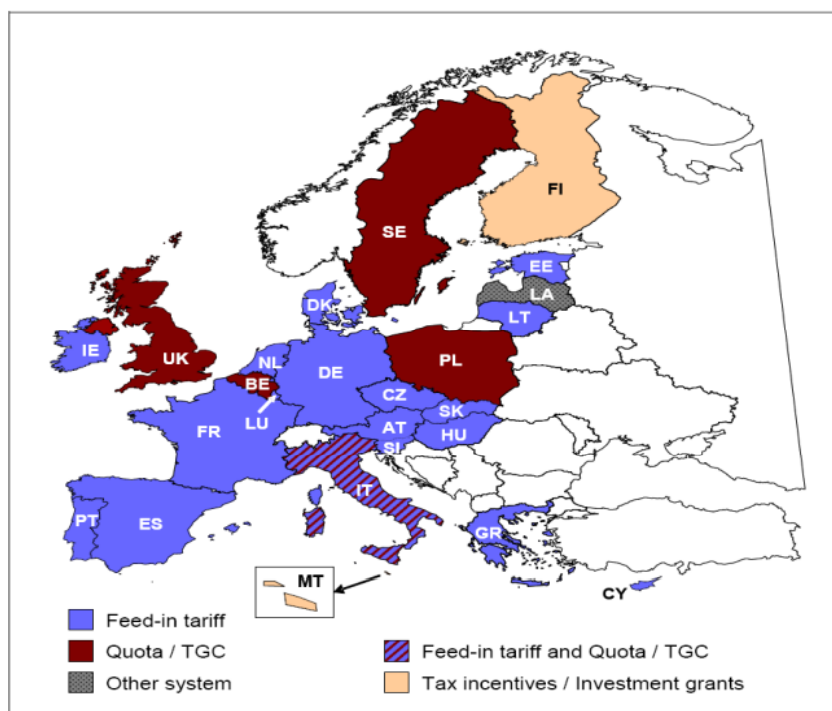 FI
SE
EE
LA
DK
LT
IE
UK
NL
DE
PL
BE
CZ
LU
SK
FR
AT
HU
SI
IT
PT
ES
GR
MT
CY
Feed-in tariff
Quota / TGC
Feed-in tariff and Quota / TGC
Other system
Tax incentives / Investment grants